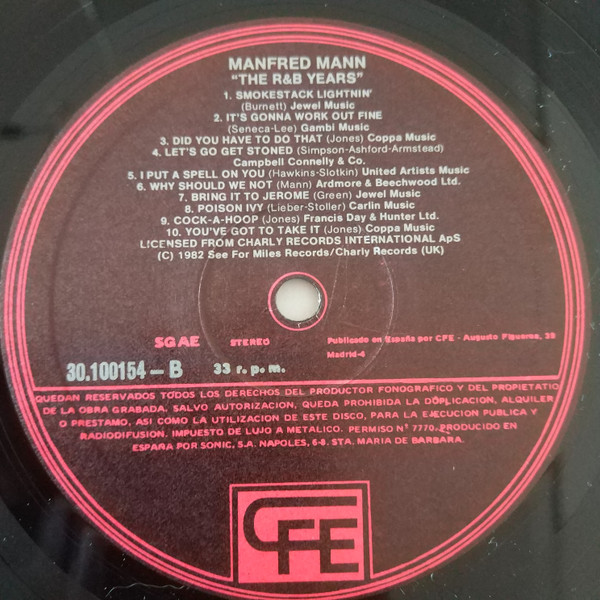 MANFRED MANN
"THE R&B YEARS"
1. SMOKESTACK LIGHTNIN'
(Burnett) Jewel Music
2. IT'S GONNA WORK OUT FINE
(Seneca-Lee) Gambi Music
3. DID YOU HAVE TO DO THAT (Jones) Coppa Music
4. LET'S GO GET STONED (Simpson-Ashford-Armstead)
Campbell Connelly & Co.
5. I PUT A SPELL ON YOU (Hawkins-Slotkin) United Artists Music
6. WHY SHOULD WE NOT (Mann) Ardmore & Beechwood Ltd.
7. BRING IT TO JEROME (Green) Jewel Music
8. POISON IVY (Lieber-Stoller) Carlin Music
9. COCK-A-HOOP (Jones) Francis Day & Hunter Ltd.
10. YOU'VE GOT TO TAKE IT (Jones) Coppa Music
LICENSED FROM CHARLY RECORDS INTERNATIONAL ApS
(C) 1982 See For Miles Records/Charly Records (UK)
SGAE STEREO Publicado en España por CFE - Augusto Figueroa, 39
Madrid-4
30.100154 - B 33 r. p. m.
QUEDAN RESERVADOS TODOS LOS DERECHOS DEL PRODUCTOR FONOGRAFICO Y DEL PROPIETATIO
DE LA OBRA GRABADA. SALVO AUTORIZACION, QUEDA PROHIBIDA LA DOPLICACION, ALQUILER
O PRESTAMO, ASI COMO LA UTILIZACION DE ESTE DISCO, PARA LA EJECUCION PUBLICA Y
RADIODIFUSION. IMPUESTO DE LUJO A METALICO. PERMISO Nº 7770. PRODUCIDO EN
ESPAÑA POR SONIC, S.A. NAPOLES, 6-8. STA. MARIA DE BARBARA.
CFE